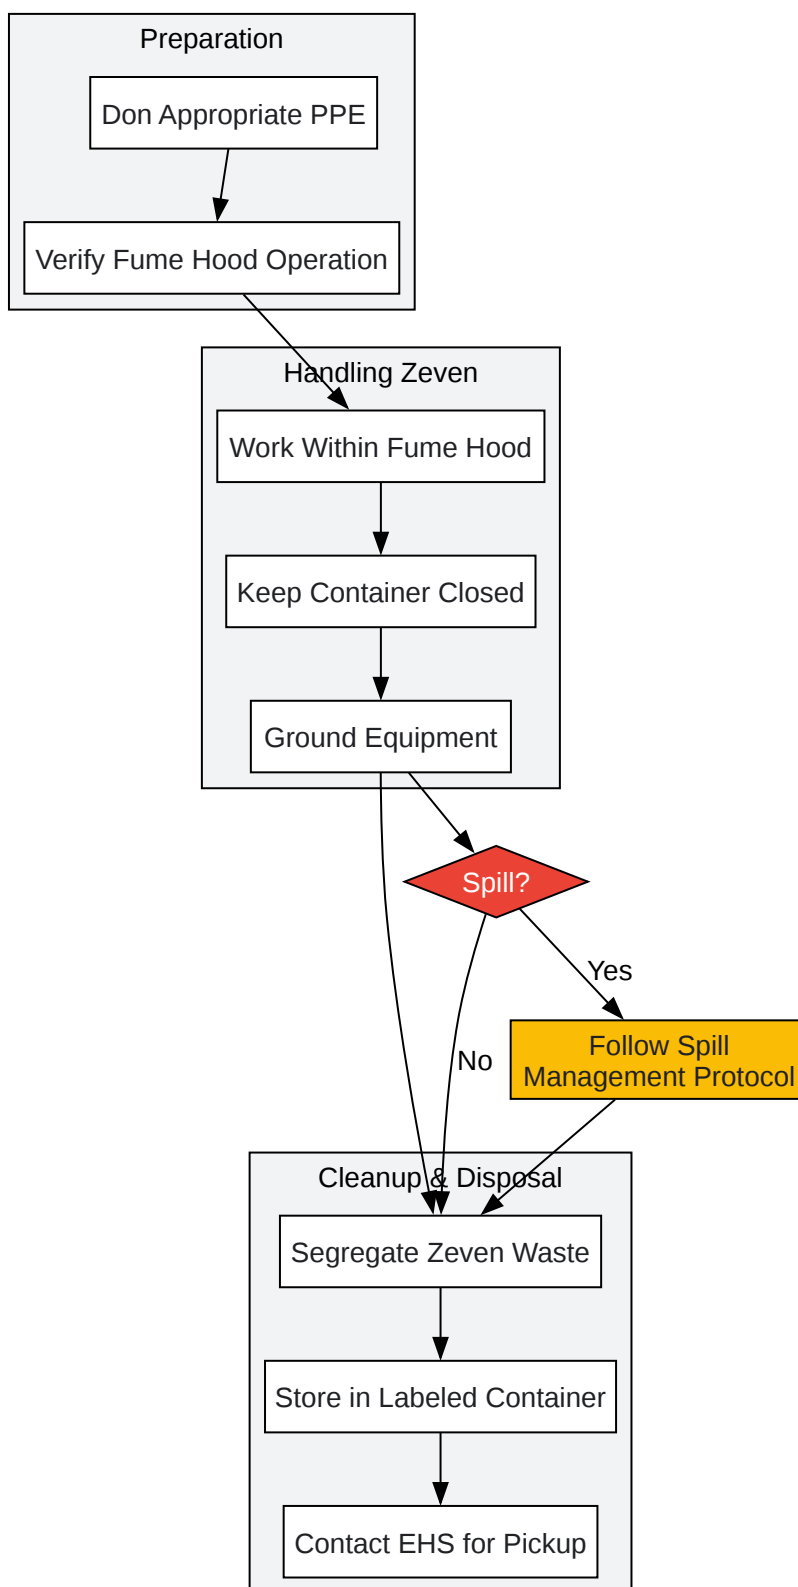 Preparation
Don Appropriate PPE
Verify Fume Hood Operation
Handling Zeven
Work Within Fume Hood
Keep Container Closed
Ground Equipment
Spill?
Yes
Follow Spill
Management Protocol
No
Cleanup & Disposal
Segregate Zeven Waste
Store in Labeled Container
Contact EHS for Pickup